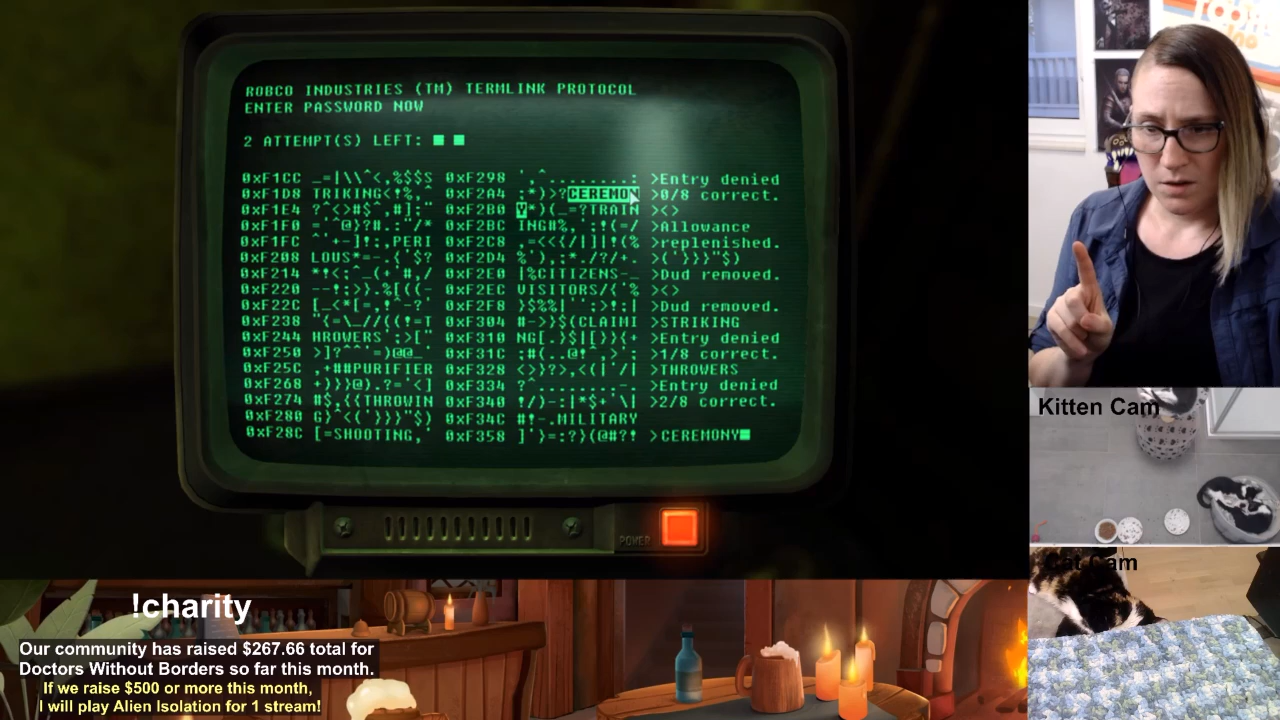 ROBCO INDUSTRIES (TM) TERMLINK PROTOCOL
ENTER PASSWORD NOW
2 ATTEMPT(S) LEFT: ■ ■
0xF1CC _=|\\^<,%$$S 0xF298 '.^........: >Entry denied
0xF1D8 TRIKING<!%,^ 0xF2A4 :*)>?CEREMON >0/8 correct.
0xF1E4 ?^<>#$^,#];" 0xF2B0 Y*)(_=?TRAIN ><>
0xF1F0 ='^@}?#.:^/* 0xF2BC ING#%,':!(=/ >Allowance
0xF1FC ^'+-]!:,PERI 0xF2C8 ,=<<{/|]|!(% >replenished.
0xF208 LOUS*=-.{'$? 0xF2D4 %'),:*./?/+. >('}}}"$)
0xF214 *!<;^_(+'#,/ 0xF2E0 |%CITIZENS-_ >Dud removed.
0xF220 --!:>}.%[((- 0xF2EC VISITORS/{'% ><>
0xF22C [_<*[=,!^-?' 0xF2F8 }$%%|'':>!:| >Dud removed.
0xF238 "{=\_//((!=T 0xF304 #->}$(CLAIMI >STRIKING
0xF244 HROWERS':>[" 0xF310 NG[.}$|[}}{+ >Entry denied
0xF250 >]?^^'=)@@_' 0xF31C ;#(..@!',>'; >1/8 correct.
0xF25C ,+##PURIFIER 0xF328 <>}?>,<(|'/| >THROWERS
0xF268 +)}}@).?='<] 0xF334 ?^........-. >Entry denied
0xF274 #$,{{THROWIN 0xF340 !/)-:|*$+'\| >2/8 correct.
0xF280 G}^<('}}}"$) 0xF34C #!-.MILITARY
0xF28C [=SHOOTING,' 0xF358 ]'}=:?}(@#?! >CEREMONY■
POWER
!charity
Our community has raised $267.66 total for
Doctors Without Borders so far this month.
If we raise $500 or more this month,
I will play Alien Isolation for 1 stream!
Kitten Cam
Cat Cam